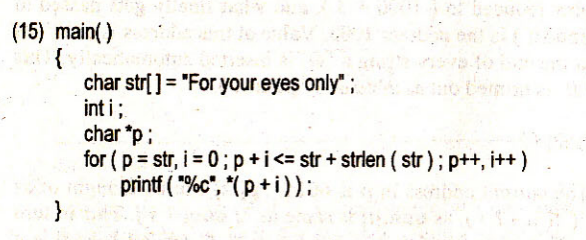 (15) main( )
{
char str[ ] = "For your eyes only" ;
int i ;
char *p ;
for ( p = str, i = 0 ; p + i <= str + strlen ( str ) ; p++, i++ )
printf ( "%c", *( p + i ) ) ;
}